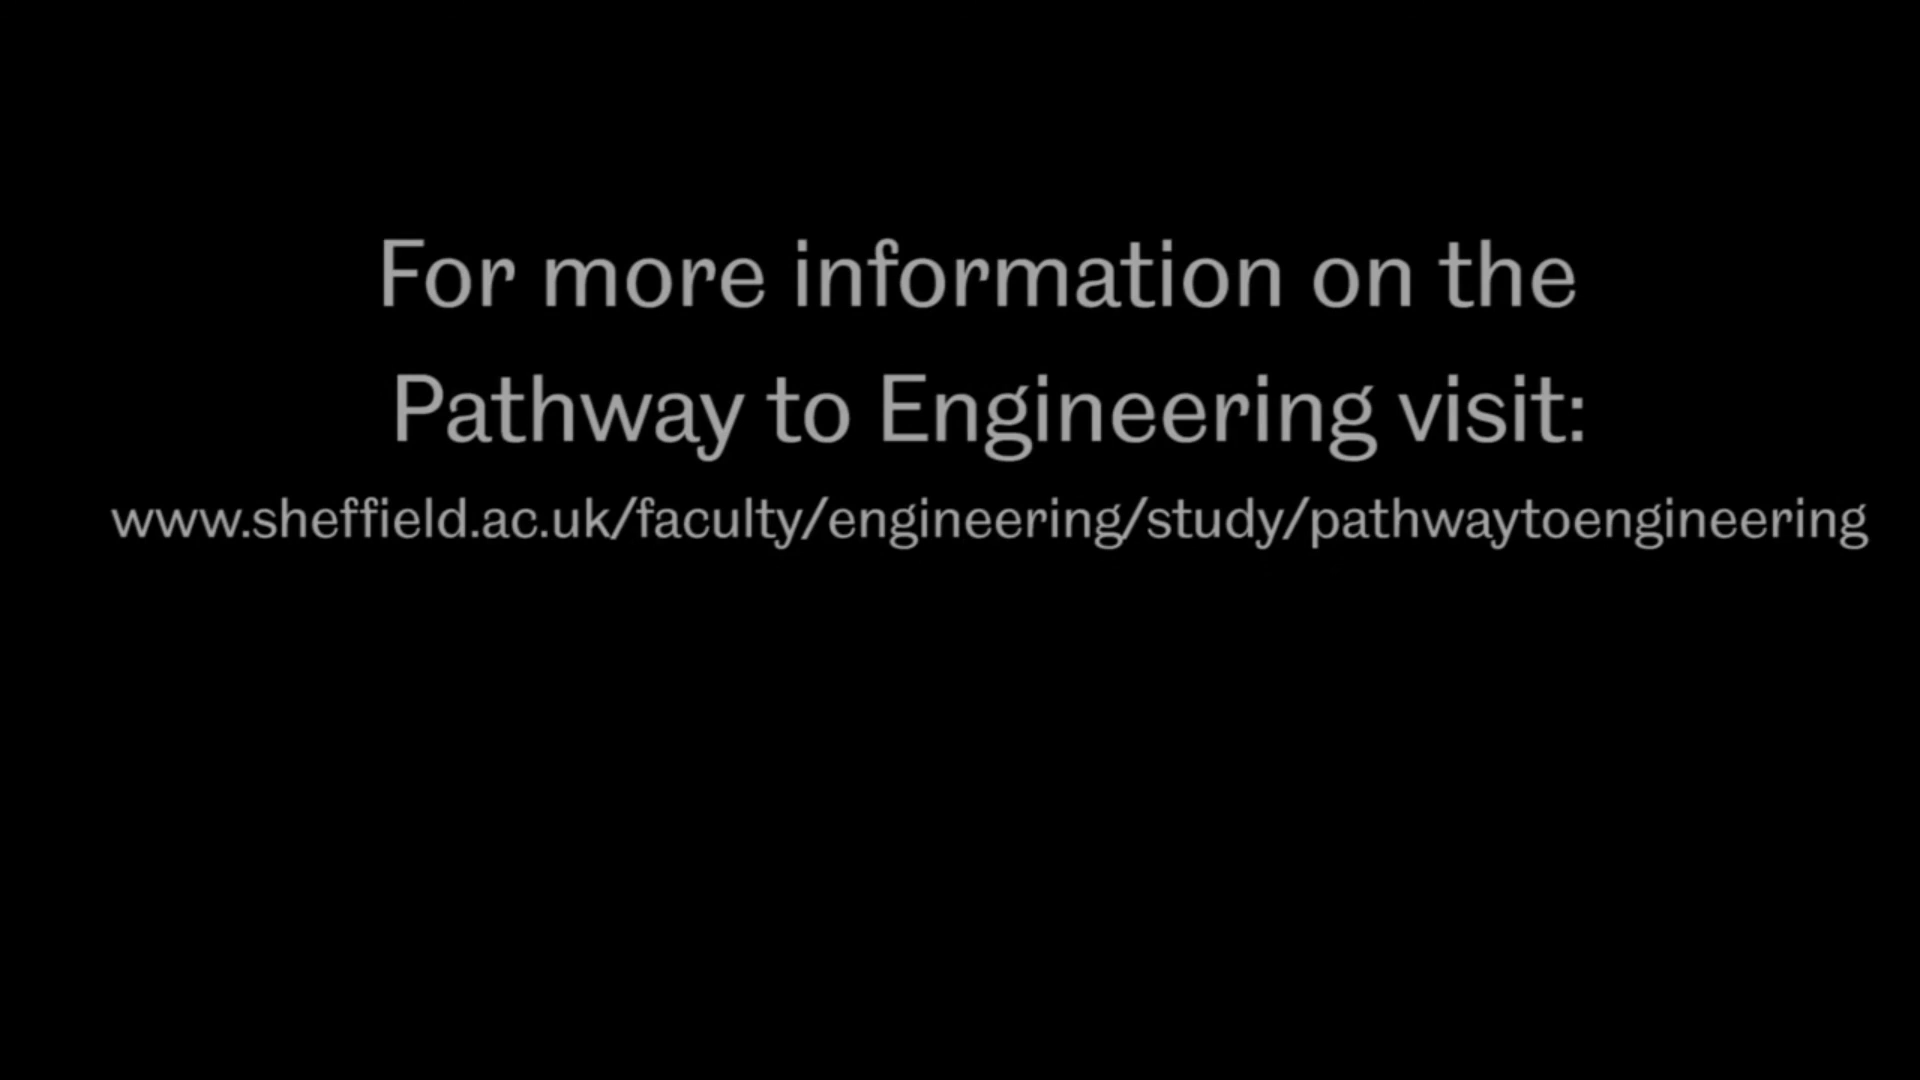 For more information on the
Pathway to Engineering visit:
www.sheffield.ac.uk/faculty/engineering/study/pathwaytoengineering